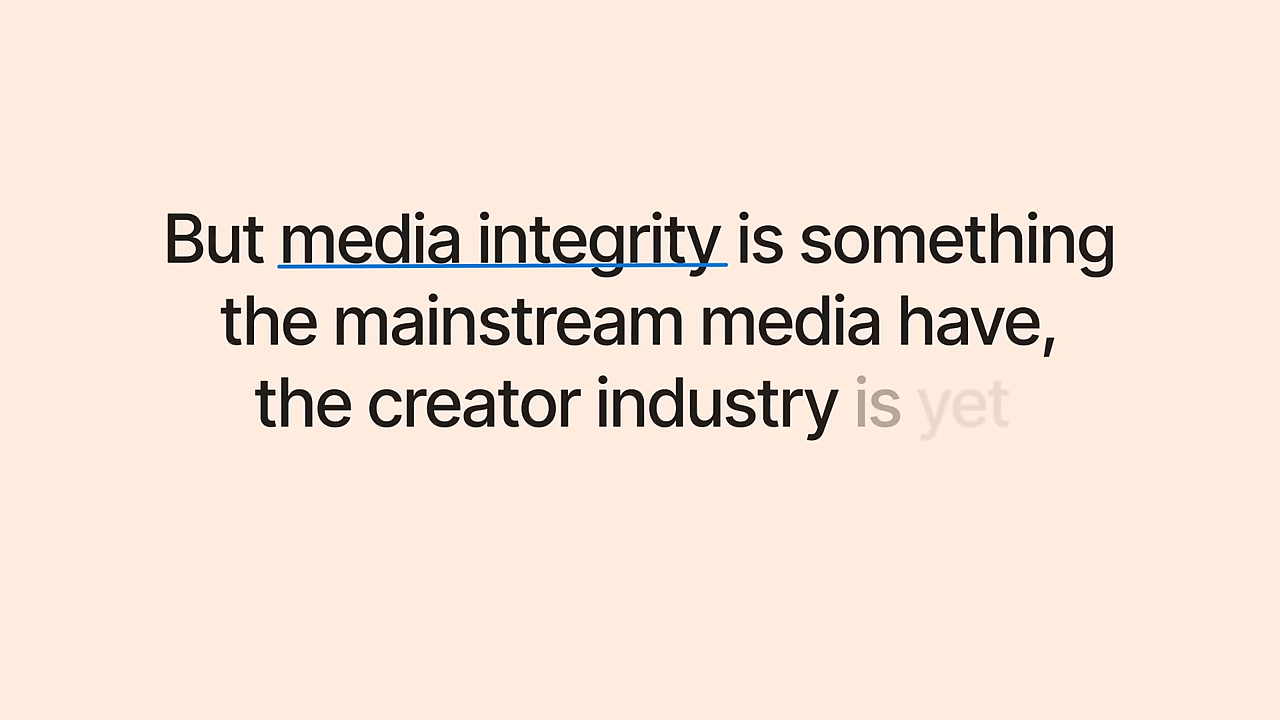 But media integrity is something
the mainstream media have,
the creator industry is yet